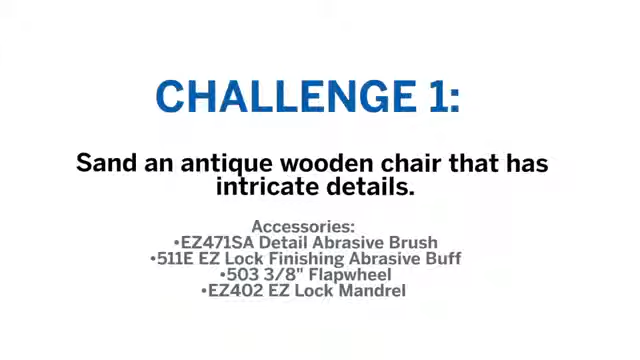 CHALLENGE 1:
Sand an antique wooden chair that has
intricate details.
Accessories:
•EZ471SA Detail Abrasive Brush
•511E EZ Lock Finishing Abrasive Buff
•503 3/8" Flapwheel
•EZ402 EZ Lock Mandrel